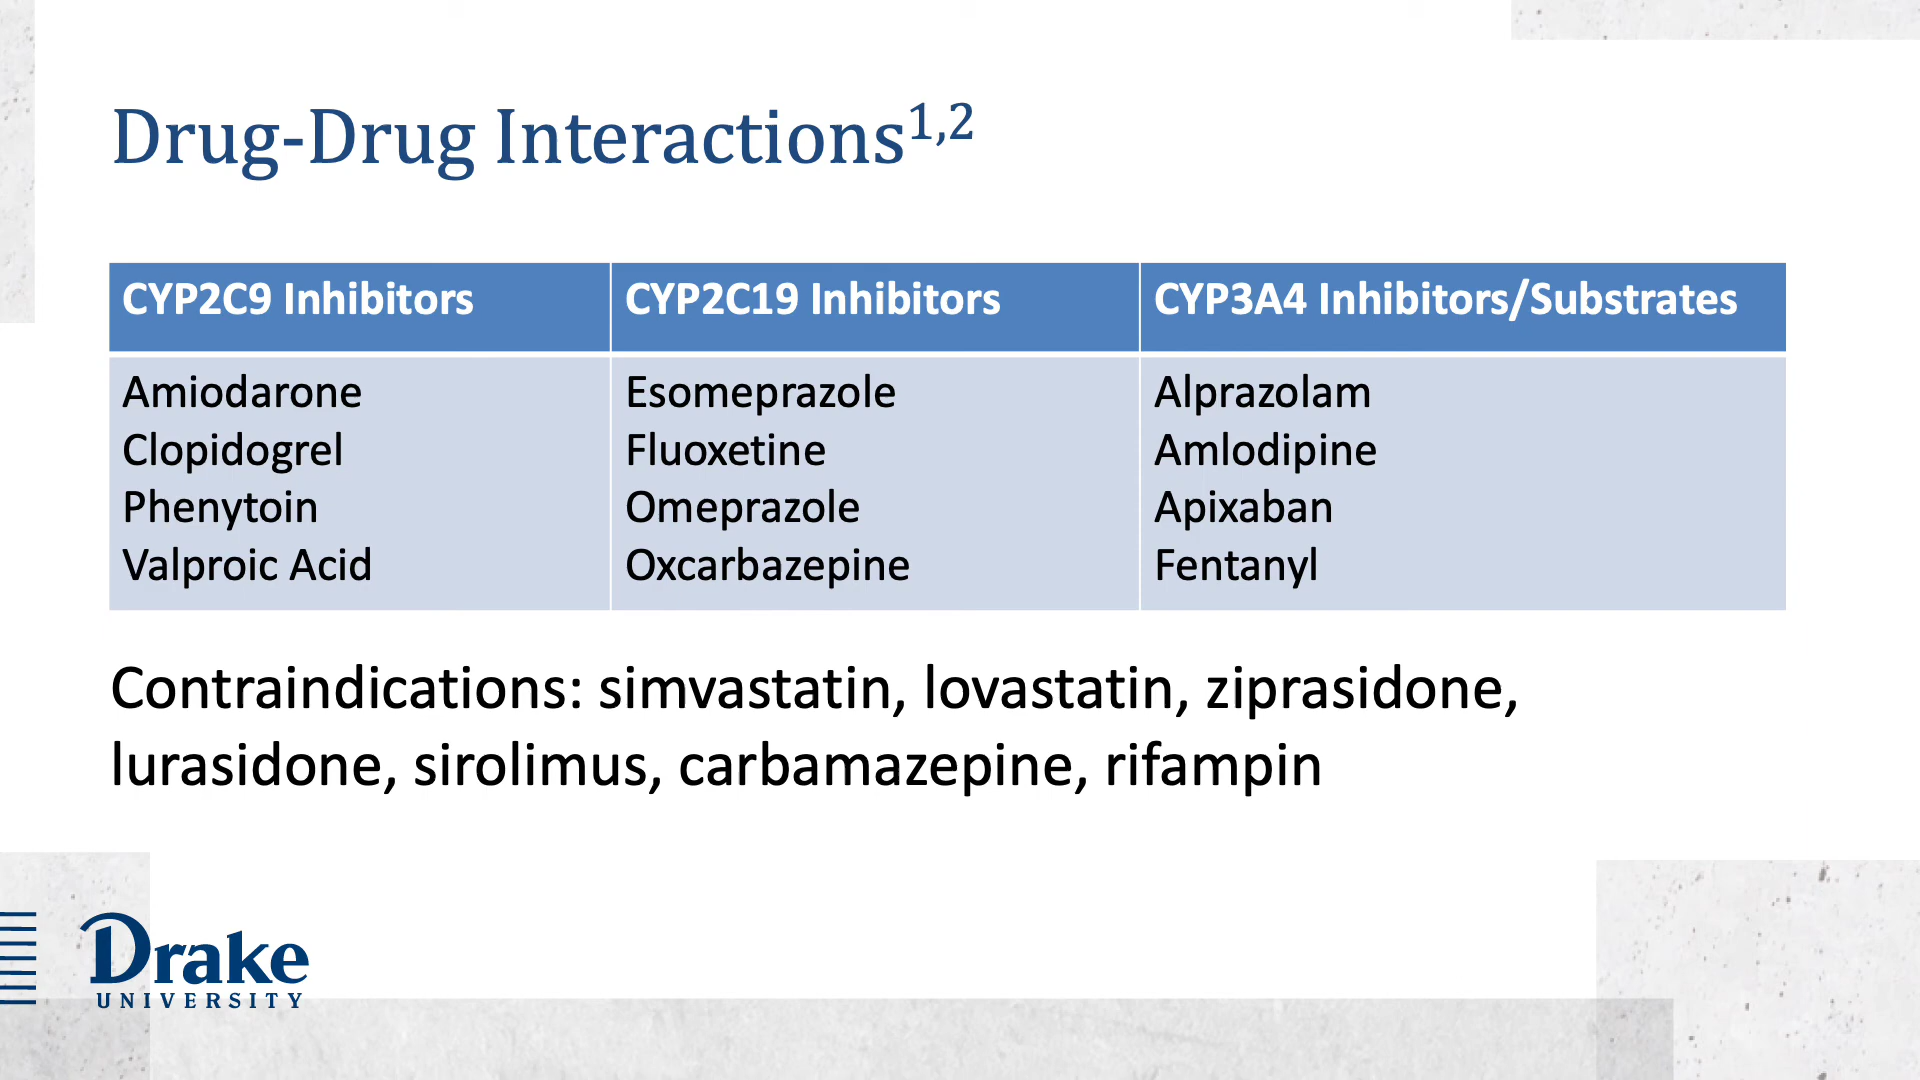 Drug-Drug Interactions1,2
CYP2C9 Inhibitors
CYP2C19 Inhibitors
CYP3A4 Inhibitors/Substrates
Amiodarone
Clopidogrel
Phenytoin
Valproic Acid
Esomeprazole
Fluoxetine
Omeprazole
Oxcarbazepine
Alprazolam
Amlodipine
Apixaban
Fentanyl
Contraindications: simvastatin, lovastatin, ziprasidone,
lurasidone, sirolimus, carbamazepine, rifampin
Drake
UNIVERSITY